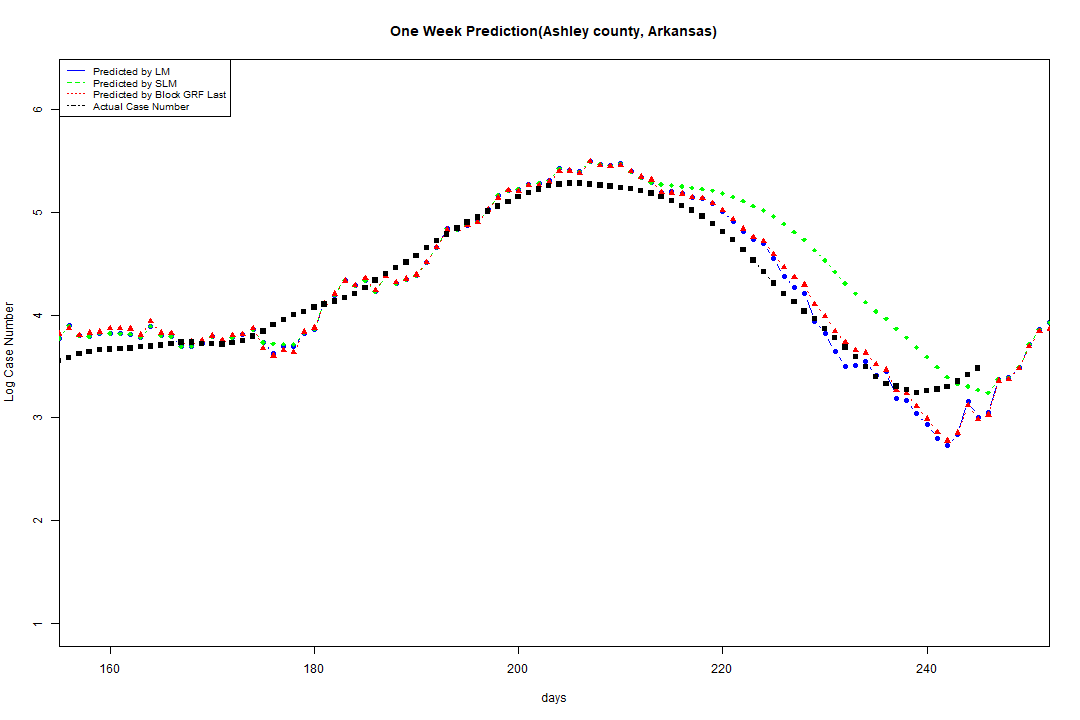 One Week Prediction(Ashley county, Arkansas)
Predicted by LM
Predicted by SLM
Predicted by Block GRF Last
Actual Case Number
6
5
4
3
2
1
Log Case Number
160 180 200 220 240
days